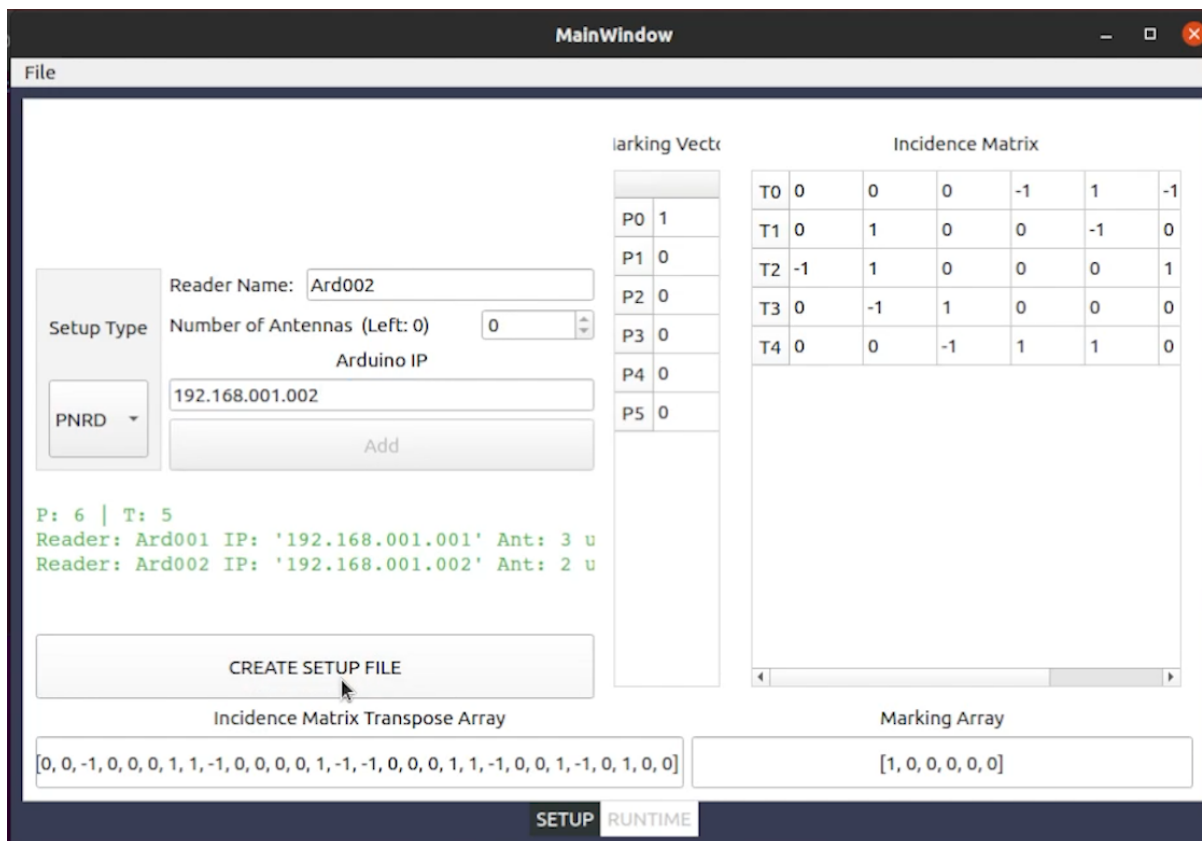 MainWindow
File
arking Vecto
Incidence Matrix
P0 1
P1 0
P2 0
P3 0
P4 0
P5 0
T0 0 0 0 -1 1 -1
T1 0 1 0 0 -1 0
T2 -1 1 0 0 0 1
T3 0 -1 1 0 0 0
T4 0 0 -1 1 1 0
Setup Type
PNRD
Reader Name: Ard002
Number of Antennas (Left: 0) 0
Arduino IP
192.168.001.002
Add
P: 6 | T: 5
Reader: Ard001 IP: '192.168.001.001' Ant: 3 u
Reader: Ard002 IP: '192.168.001.002' Ant: 2 u
CREATE SETUP FILE
Incidence Matrix Transpose Array
[0, 0, -1, 0, 0, 0, 1, 1, -1, 0, 0, 0, 0, 1, -1, -1, 0, 0, 0, 1, 1, -1, 0, 0, 1, -1, 0, 1, 0, 0]
Marking Array
[1, 0, 0, 0, 0, 0]
SETUP RUNTIME